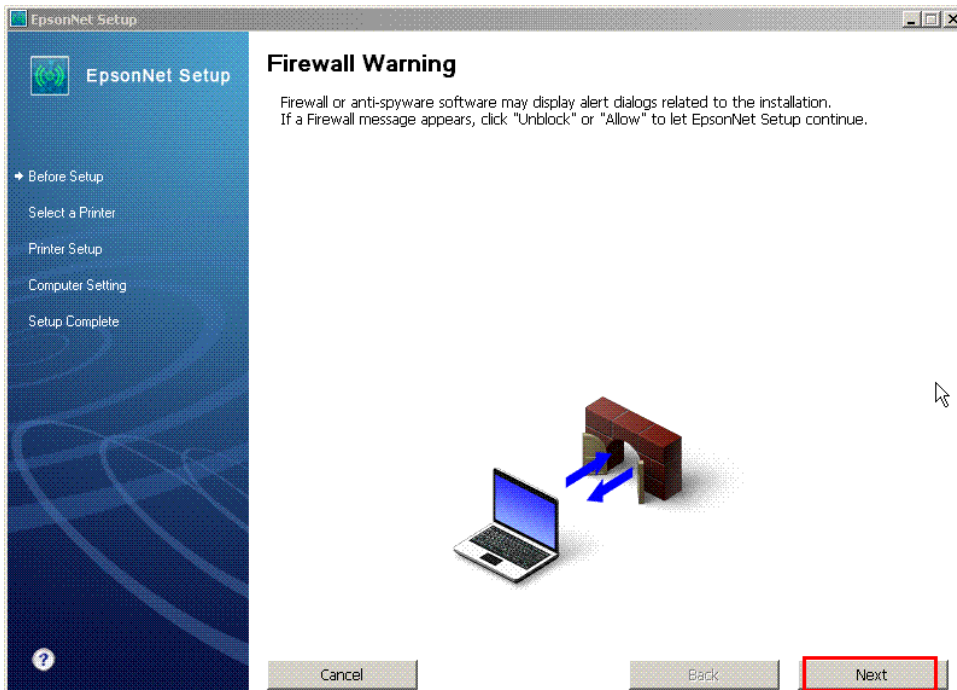 EpsonNet Setup
EpsonNet Setup
Before Setup
Select a Printer
Printer Setup
Computer Setting
Setup Complete
Firewall Warning
Firewall or anti-spyware software may display alert dialogs related to the installation.
If a Firewall message appears, click "Unblock" or "Allow" to let EpsonNet Setup continue.
?
Cancel
Back
Next